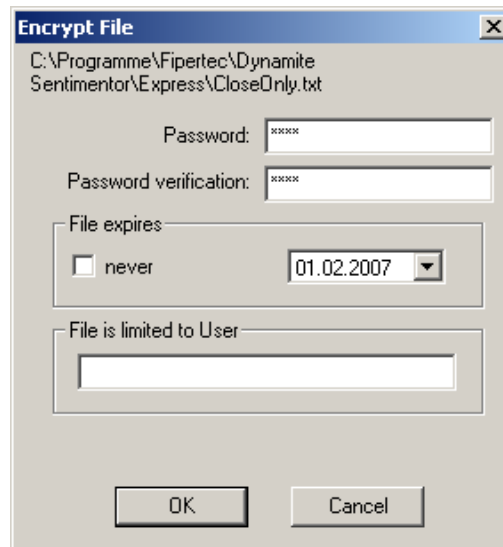 Encrypt File
C:\Programme\Fipertec\Dynamite
Sentimentor\Express\CloseOnly.txt
Password: ****
Password verification: ****
File expires
never 01.02.2007
File is limited to User
OK Cancel